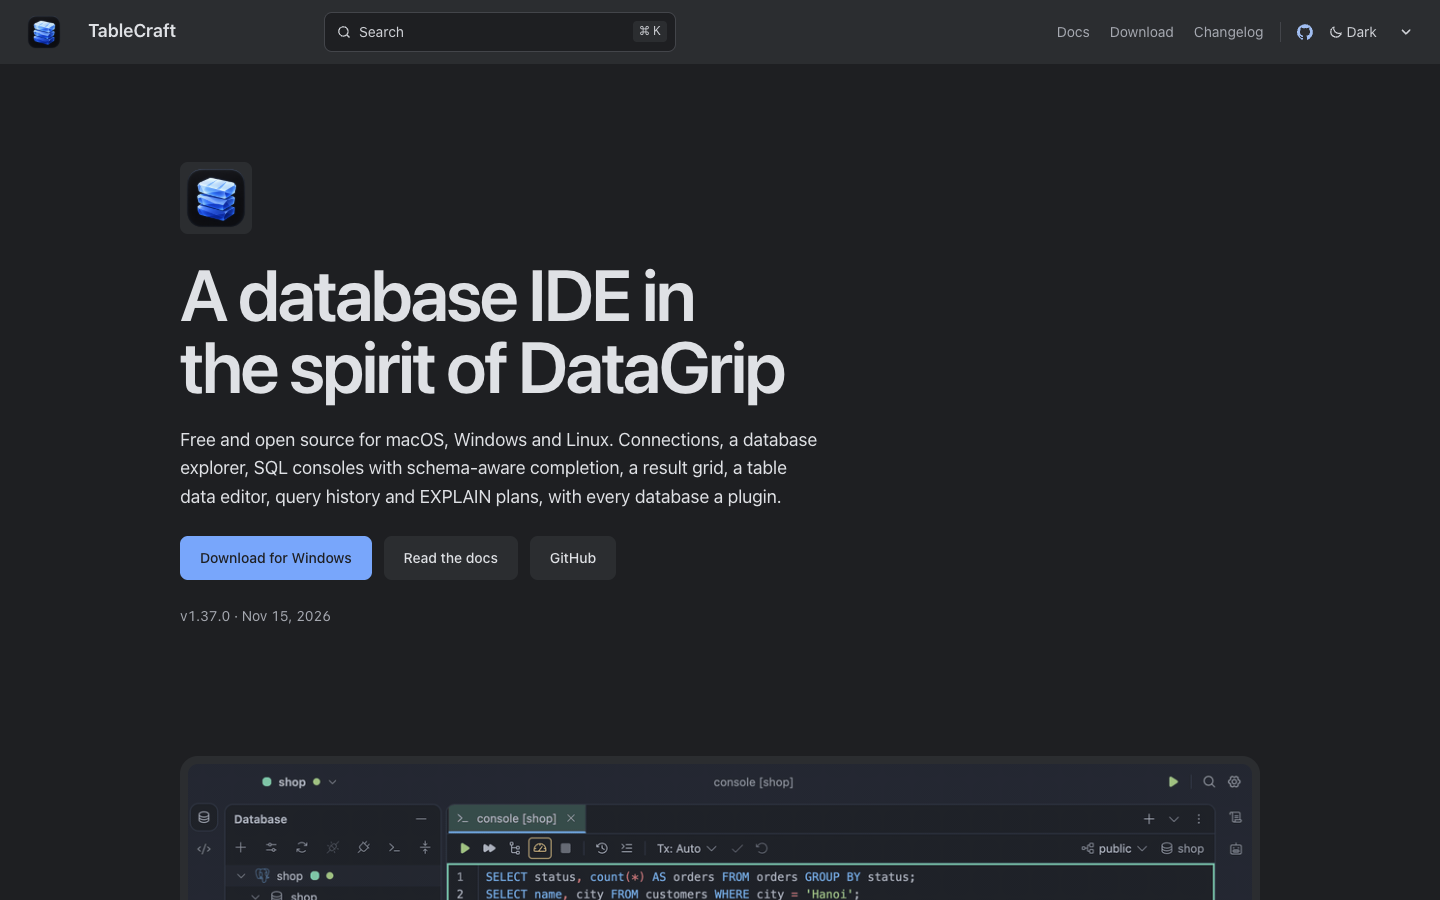 TableCraft
Search
⌘ K
Docs
Download
Changelog
Dark
A database IDE in
the spirit of DataGrip
Free and open source for macOS, Windows and Linux. Connections, a database
explorer, SQL consoles with schema-aware completion, a result grid, a table
data editor, query history and EXPLAIN plans, with every database a plugin.
Download for Windows
Read the docs
GitHub
v1.37.0 · Nov 15, 2026
shop
console [shop]
Database
console [shop]
Tx: Auto
public
shop
shop
shop
1 SELECT status, count(*) AS orders FROM orders GROUP BY status;
2 SELECT name, city FROM customers WHERE city = 'Hanoi';